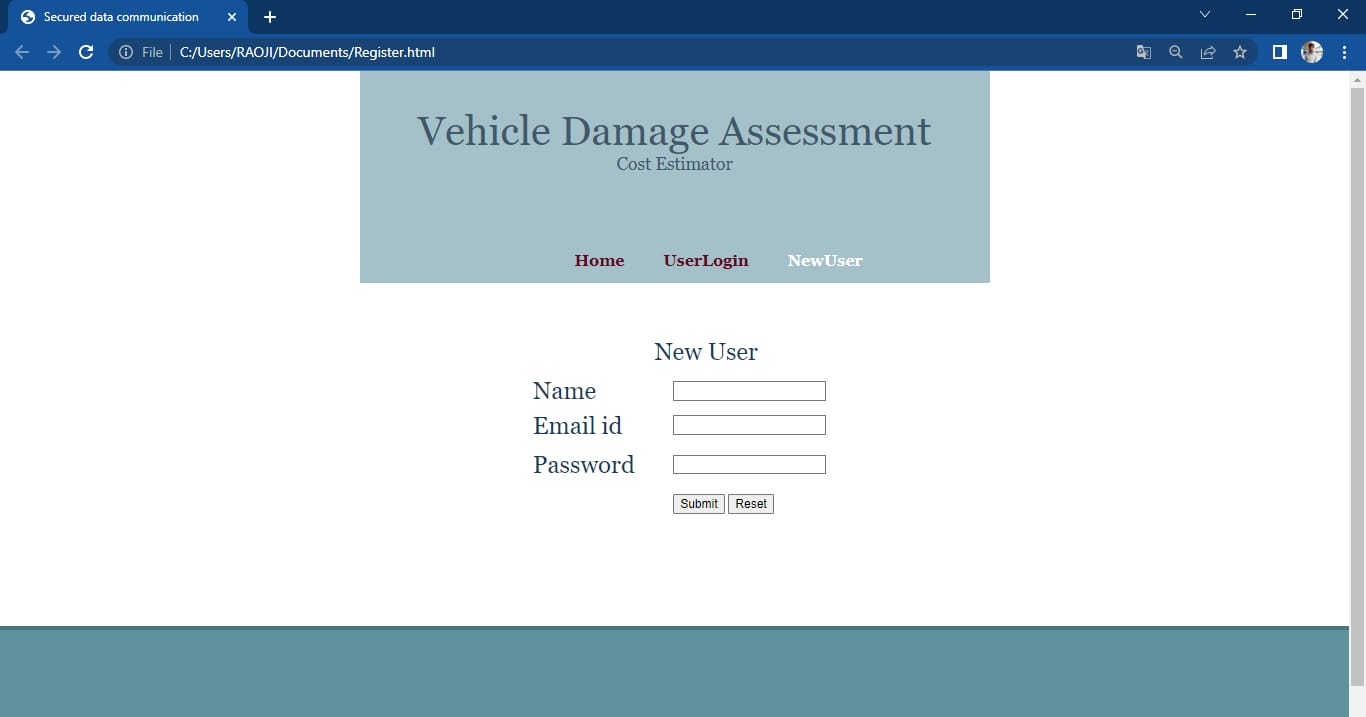 Secured data communication
File C:/Users/RAOJI/Documents/Register.html
Vehicle Damage Assessment
Cost Estimator
Home UserLogin NewUser
New User
Name
Email id
Password
Submit Reset